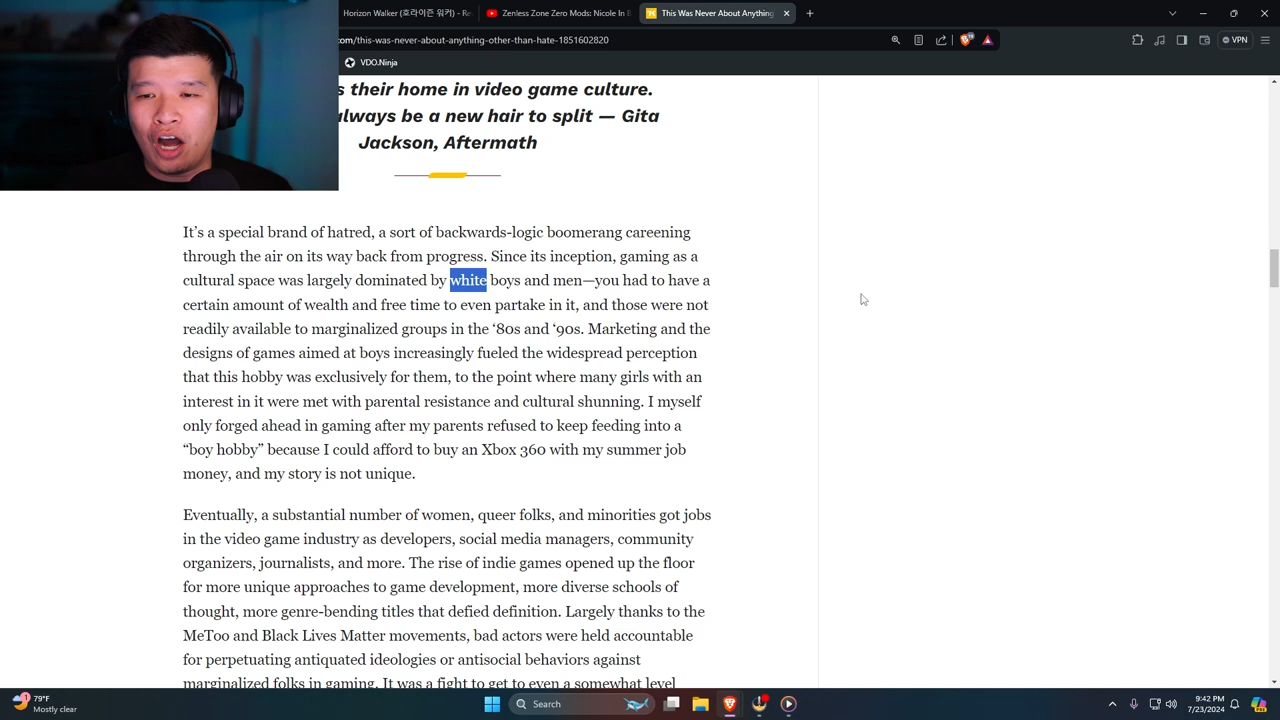 Horizon Walker (호라이즌 워커) - Re
Zenless Zone Zero Mods: Nicole In B
This Was Never About Anything
com/this-was-never-about-anything-other-than-hate-1851602820
VPN
VDO.Ninja
s their home in video game culture.
always be a new hair to split — Gita
Jackson, Aftermath
It’s a special brand of hatred, a sort of backwards-logic boomerang careening
through the air on its way back from progress. Since its inception, gaming as a
cultural space was largely dominated by white boys and men—you had to have a
certain amount of wealth and free time to even partake in it, and those were not
readily available to marginalized groups in the ‘80s and ‘90s. Marketing and the
designs of games aimed at boys increasingly fueled the widespread perception
that this hobby was exclusively for them, to the point where many girls with an
interest in it were met with parental resistance and cultural shunning. I myself
only forged ahead in gaming after my parents refused to keep feeding into a
“boy hobby” because I could afford to buy an Xbox 360 with my summer job
money, and my story is not unique.
Eventually, a substantial number of women, queer folks, and minorities got jobs
in the video game industry as developers, social media managers, community
organizers, journalists, and more. The rise of indie games opened up the floor
for more unique approaches to game development, more diverse schools of
thought, more genre-bending titles that defied definition. Largely thanks to the
MeToo and Black Lives Matter movements, bad actors were held accountable
for perpetuating antiquated ideologies or antisocial behaviors against
marginalized folks in gaming. It was a fight to get to even a somewhat level
79°F
Mostly clear
Search
9:42 PM
7/23/2024